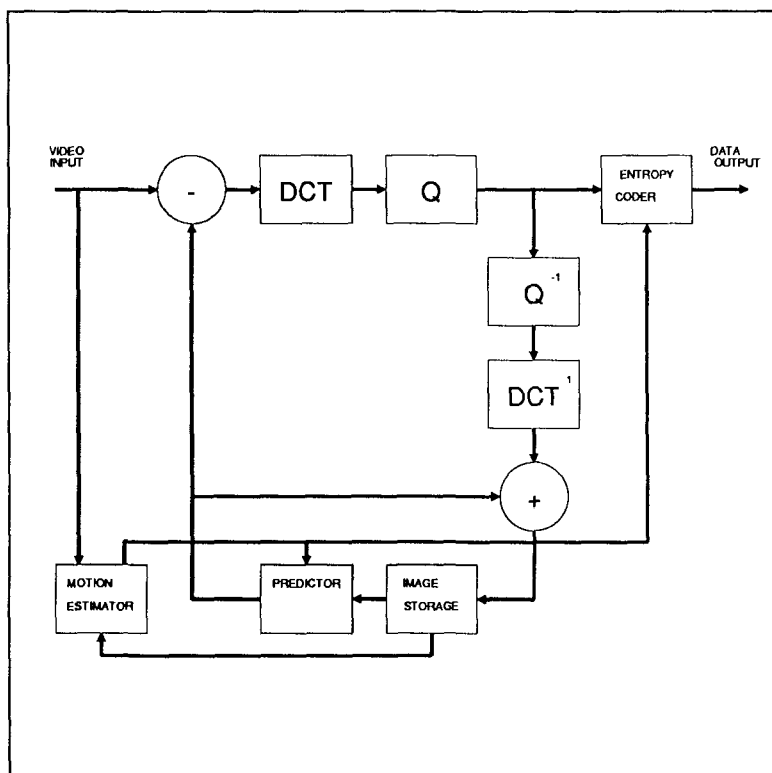 VIDEO
INPUT
DATA
OUTPUT
-
DCT
Q
ENTROPY
CODER
Q -1
DCT 1
+
MOTION
ESTIMATOR
PREDICTOR
IMAGE
STORAGE